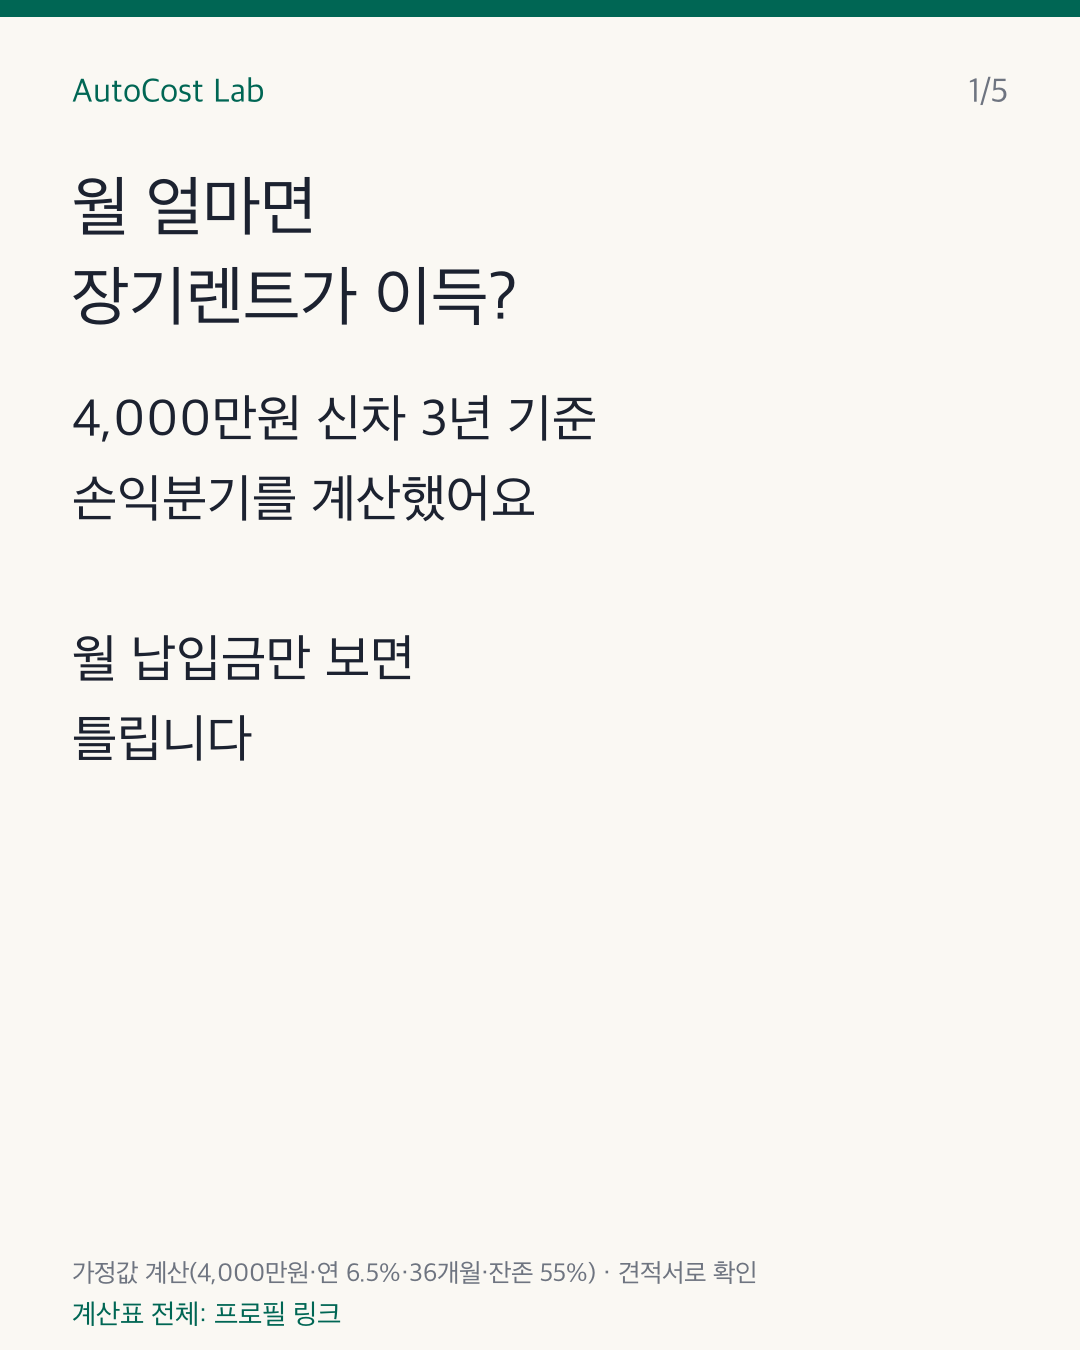 AutoCost Lab
1/5
월 얼마면
장기렌트가 이득?
4,000만원 신차 3년 기준
손익분기를 계산했어요
월 납입금만 보면
틀립니다
가정값 계산(4,000만원·연 6.5%·36개월·잔존 55%) · 견적서로 확인
계산표 전체: 프로필 링크